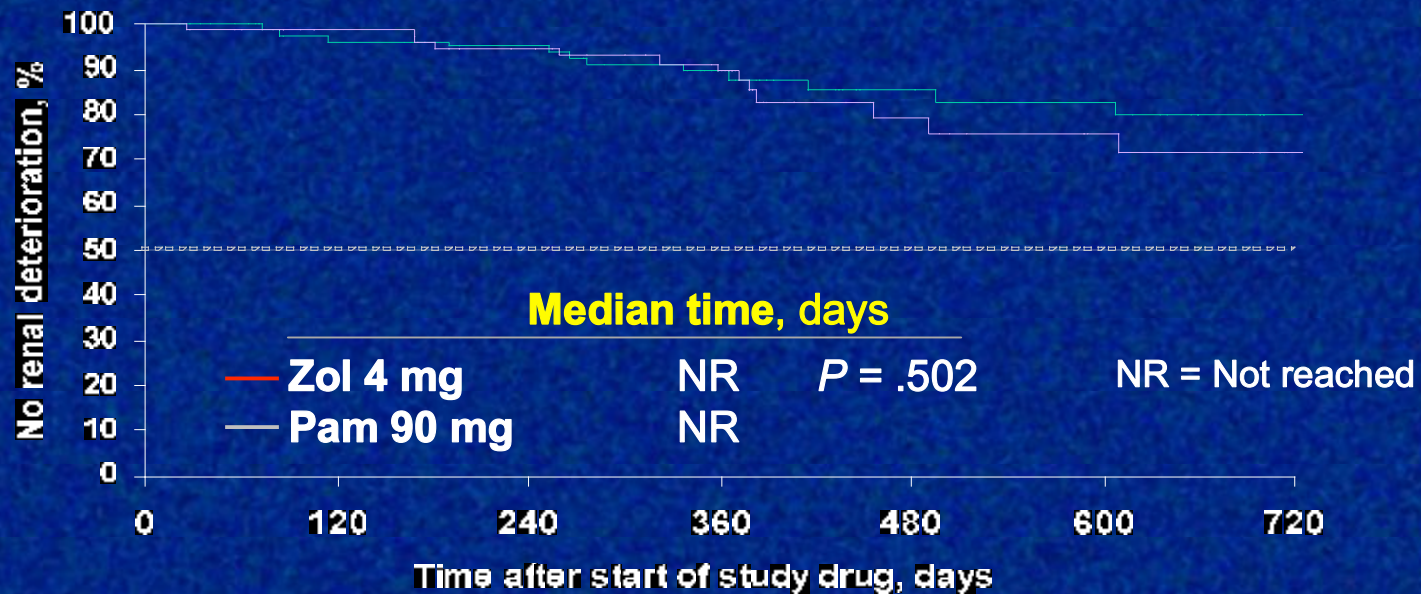 No renal deterioration, %
100
90
80
70
60
50
40
30
20
10
0
Median time, days
Zol 4 mg NR P = .502 NR = Not reached
Pam 90 mg NR
0 120 240 360 480 600 720
Time after start of study drug, days